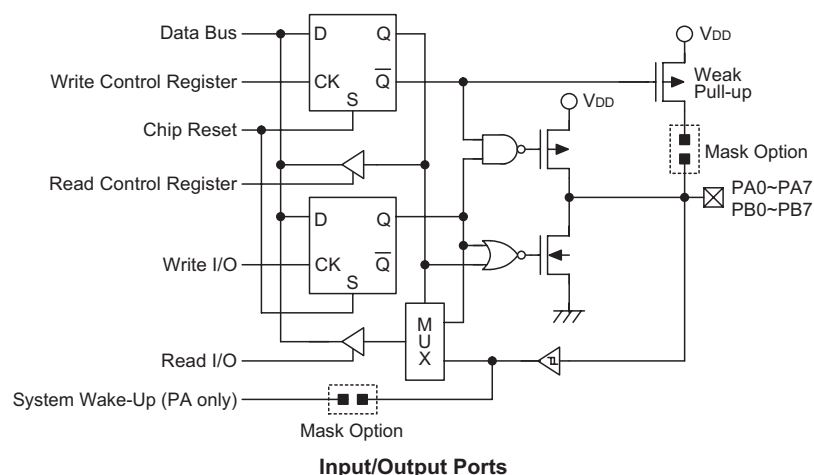 Data Bus
D
Q
VDD
Write Control Register
CK
Q
Weak
Pull-up
S
VDD
Chip Reset
Mask Option
Read Control Register
PA0~PA7
PB0~PB7
D
Q
Write I/O
CK
Q
S
M
U
X
Read I/O
System Wake-Up (PA only)
Mask Option
Input/Output Ports